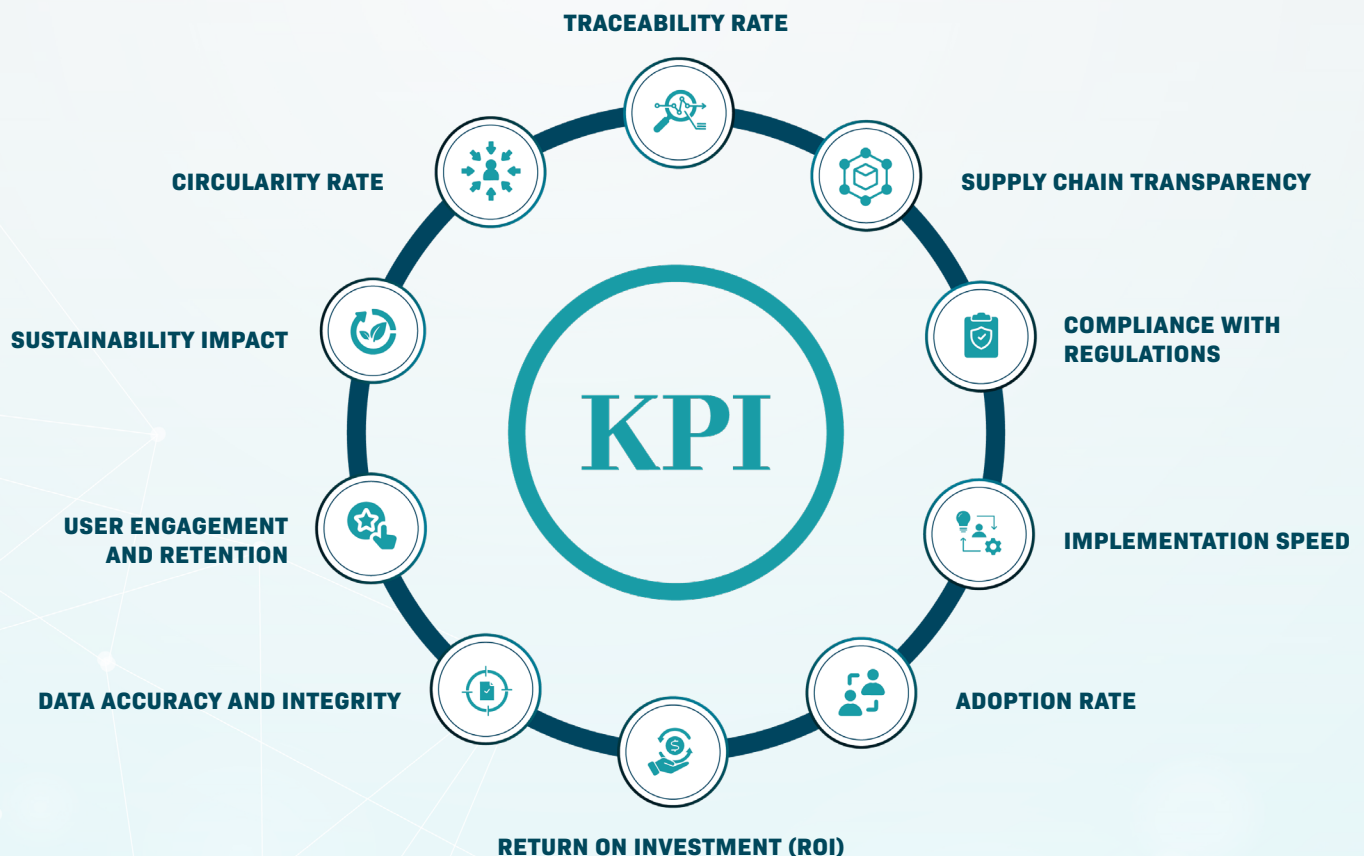 TRACEABILITY RATE
CIRCULARITY RATE
SUPPLY CHAIN TRANSPARENCY
SUSTAINABILITY IMPACT
COMPLIANCE WITH
REGULATIONS
KPI
USER ENGAGEMENT
AND RETENTION
IMPLEMENTATION SPEED
DATA ACCURACY AND INTEGRITY
ADOPTION RATE
RETURN ON INVESTMENT (ROI)